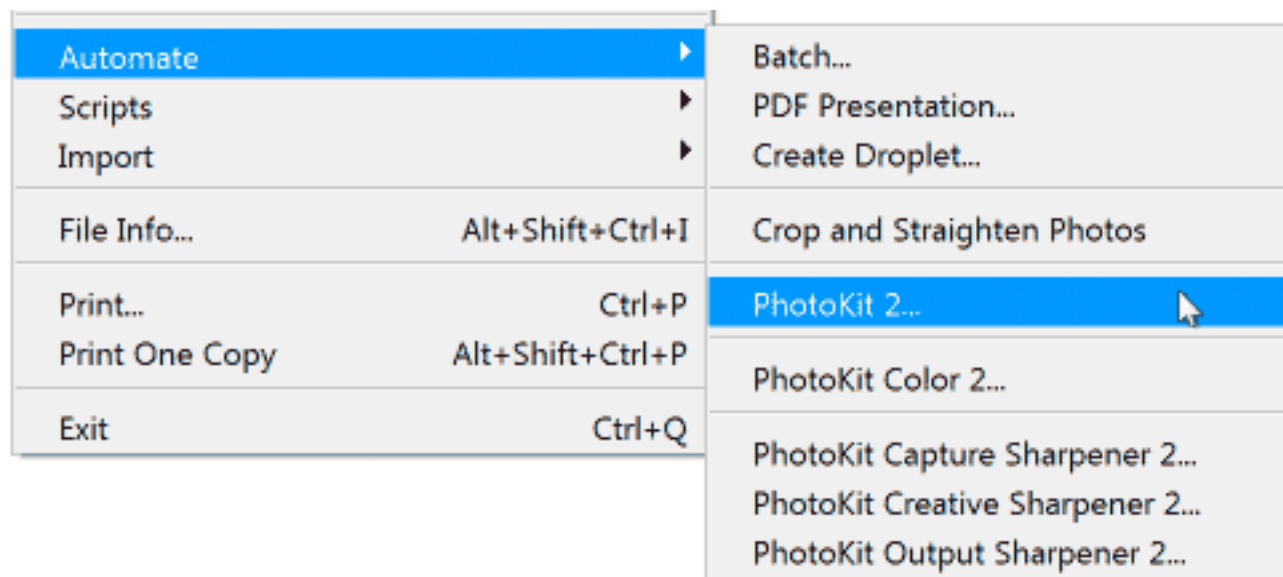 Automate
Scripts
Import
File Info... Alt+Shift+Ctrl+I
Print... Ctrl+P
Print One Copy Alt+Shift+Ctrl+P
Exit Ctrl+Q
Batch...
PDF Presentation...
Create Droplet...
Crop and Straighten Photos
PhotoKit 2...
PhotoKit Color 2...
PhotoKit Capture Sharpener 2...
PhotoKit Creative Sharpener 2...
PhotoKit Output Sharpener 2...